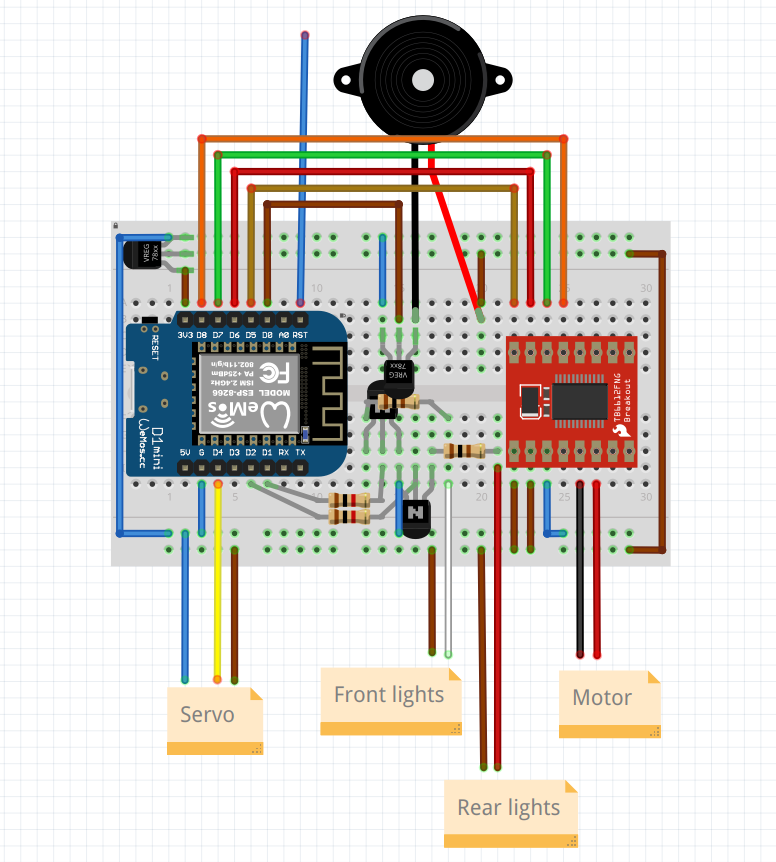 VREG
78xx
1
10
30
3V3 D8 D7 D6 D5 D0 A0 RST
RESET
802.11b/g/n
PA +25dBm
ISM 2.4GHz
MODEL ESP-8266
FC
WeMos
D1mini
WeMos.cc
5V G D4 D3 D2 D1 RX TX
VREG
78xx
N
N
TB6612FNG
Breakout
1
5
20
25
30
Servo
Front lights
Motor
Rear lights